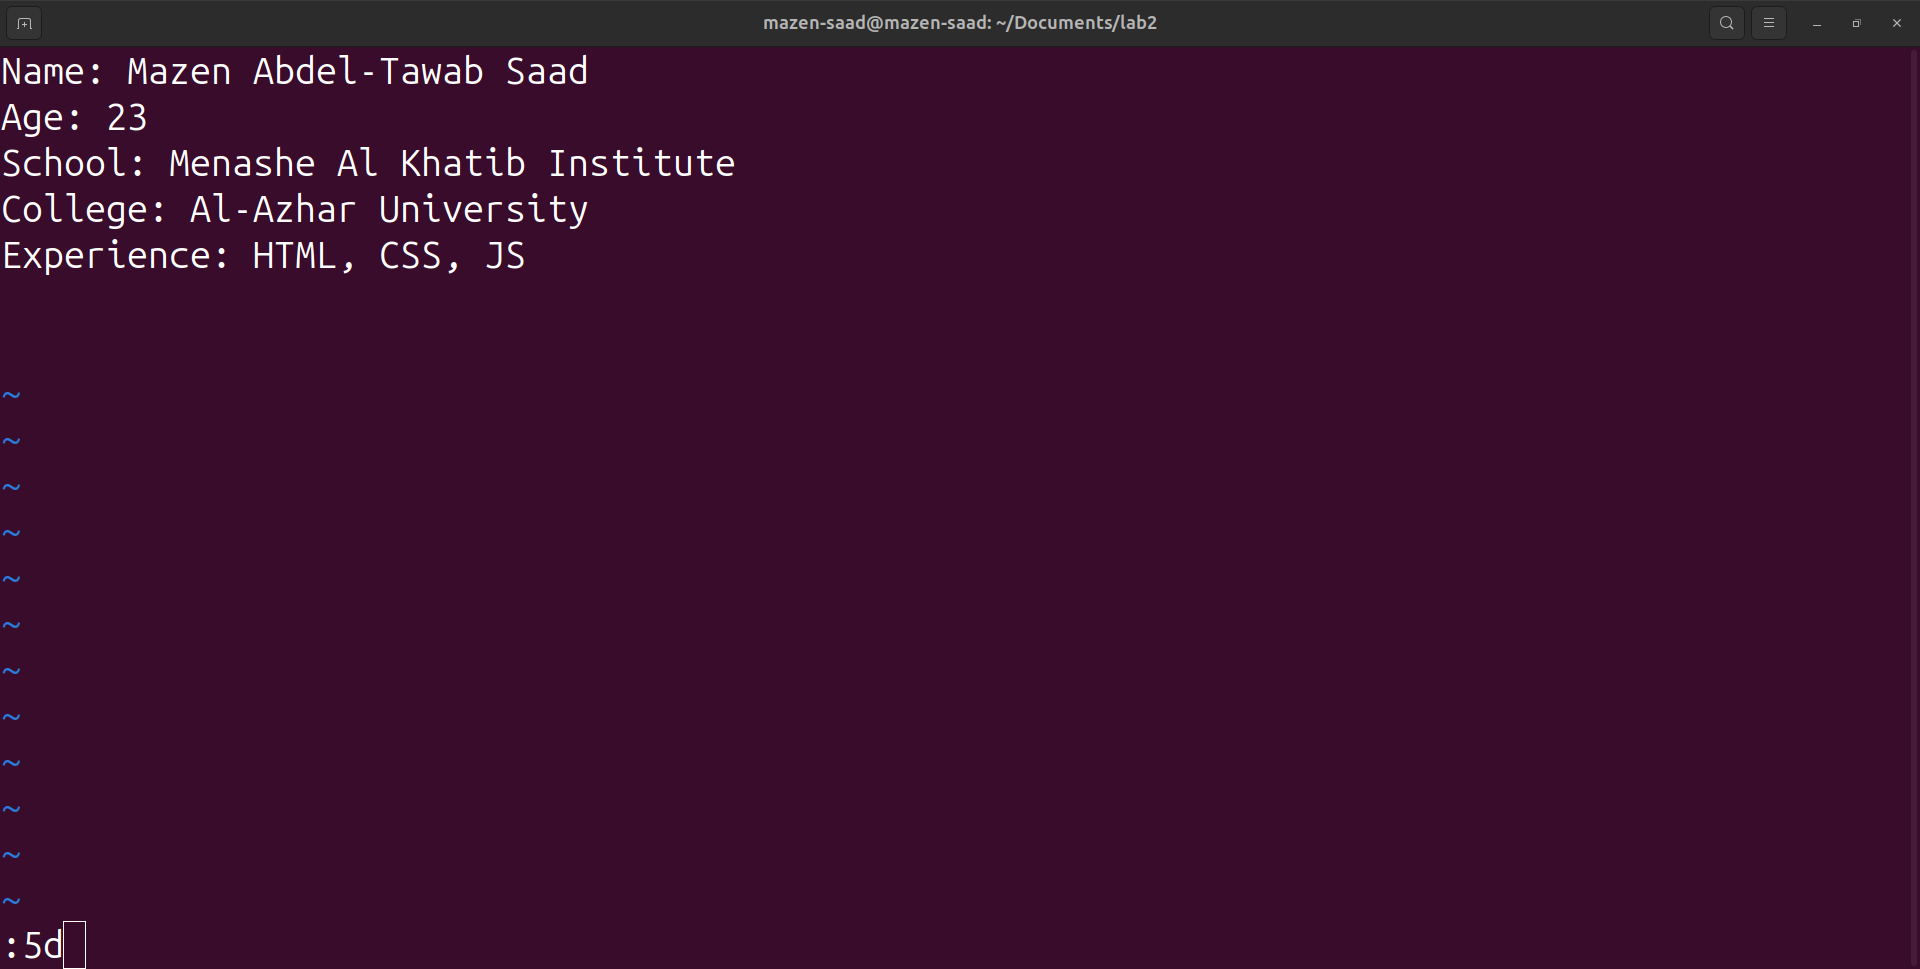 mazen-saad@mazen-saad: ~/Documents/lab2
Name: Mazen Abdel-Tawab Saad
Age: 23
School: Menashe Al Khatib Institute
College: Al-Azhar University
Experience: HTML, CSS, JS
~
~
~
~
~
~
~
~
~
~
~
~
:5d